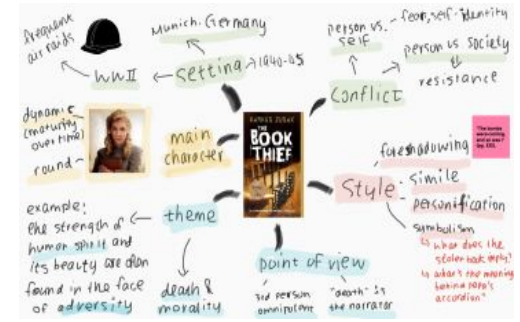 frequent
air raids
WWII
Munich, Germany
setting
1940-05
person vs.
self
fear, self-identity
person vs society
resistance
conflict
dynamic
(maturity
over time)
round
main
character
MARKUS ZUSAK
THE
BOOK
THIEF
foreshadowing
simile
personification
style
symbolism
what does the
stolen book imply?
what's the meaning
behind papa's
accordion"
theme
example:
the strength of
human spirit and
its beauty are often
found in the face
of adversity
death &
morality
point of view
3rd person
omnipotent
"death" is
the narrator